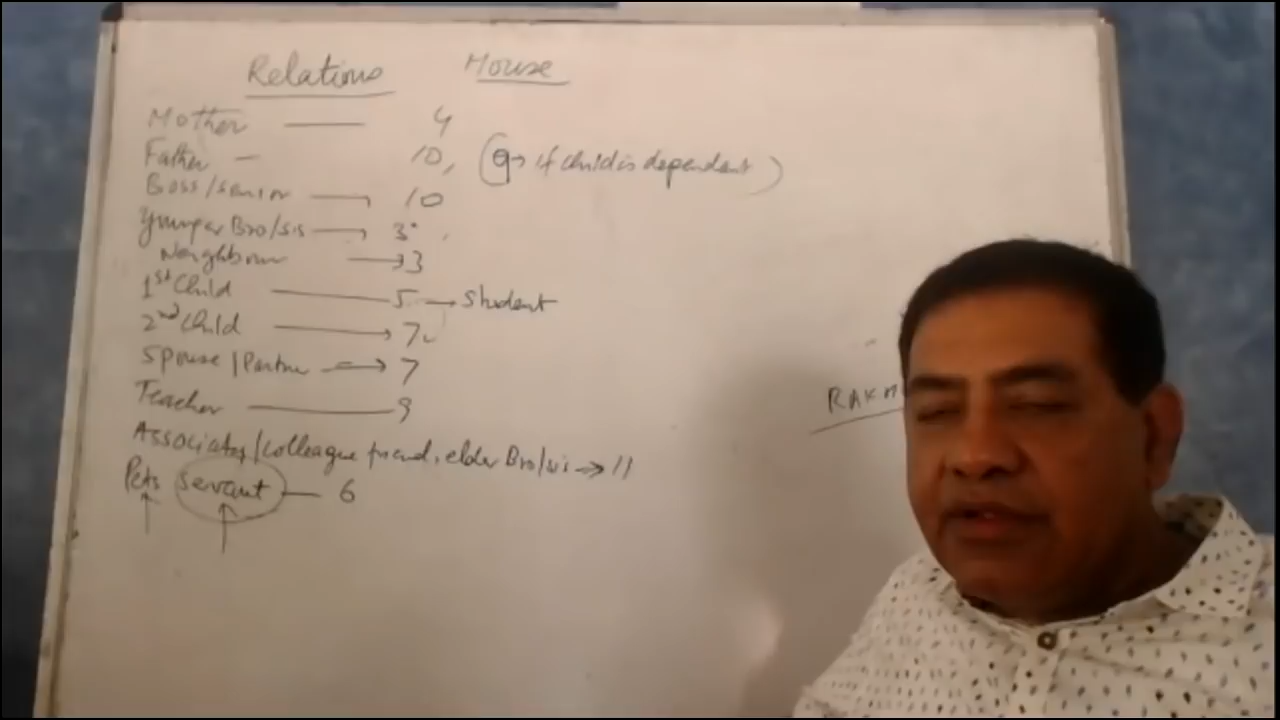 Relations House
Mother — 4
Father — 10, (9→ if child is dependent)
Boss/senior → 10
Younger Bro/sis → 3
Neighbour → 3
1st Child — 5 → Student
2nd Child → 7
Spouse/Partner → 7
Teacher — 9
Associates/Colleague friend, elder Bro/sis → 11
Pets servant — 6